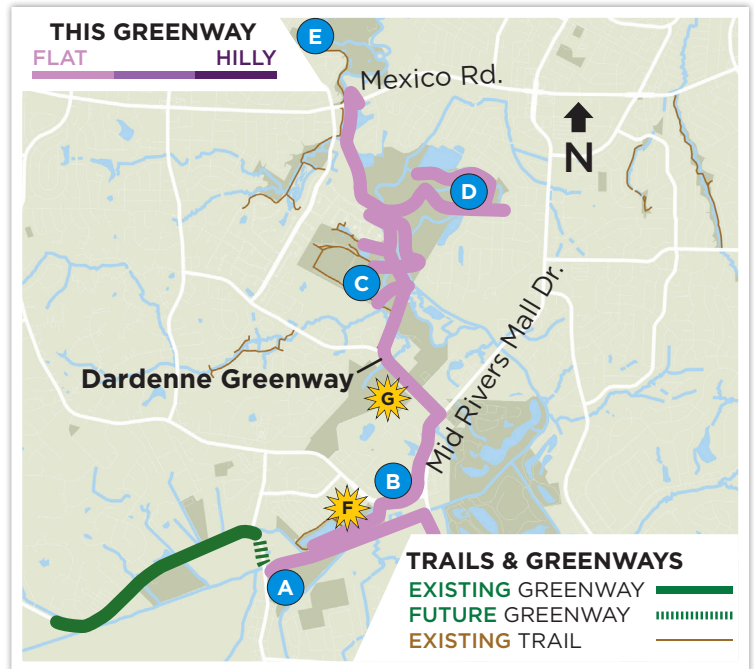 THIS GREENWAY
FLAT HILLY
E
Mexico Rd.
N
D
C
Mid Rivers Mall Dr.
Dardenne Greenway
G
B
F
A
TRAILS & GREENWAYS
EXISTING GREENWAY
FUTURE GREENWAY
EXISTING TRAIL